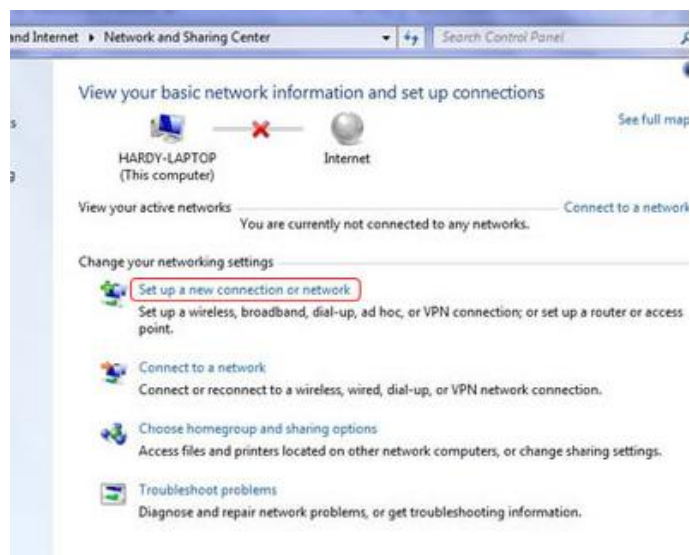 and Internet ▸ Network and Sharing Center
Search Control Panel
View your basic network information and set up connections
See full map
HARDY-LAPTOP
(This computer)
Internet
View your active networks
Connect to a network
You are currently not connected to any networks.
Change your networking settings
Set up a new connection or network
Set up a wireless, broadband, dial-up, ad hoc, or VPN connection; or set up a router or access
point.
Connect to a network
Connect or reconnect to a wireless, wired, dial-up, or VPN network connection.
Choose homegroup and sharing options
Access files and printers located on other network computers, or change sharing settings.
Troubleshoot problems
Diagnose and repair network problems, or get troubleshooting information.